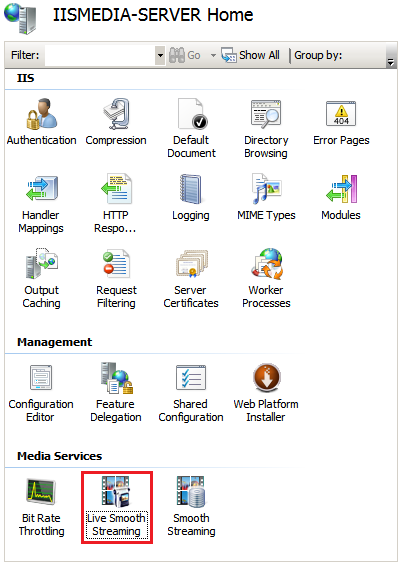 IISMEDIA-SERVER Home
Filter: Go Show All Group by:
IIS
Authentication Compression Default Document Directory Browsing Error Pages
404
Handler Mappings HTTP Respo... Logging MIME Types Modules
Output Caching Request Filtering Server Certificates Worker Processes
Management
Configuration Editor Feature Delegation Shared Configuration Web Platform Installer
Media Services
Bit Rate Throttling Live Smooth Streaming Smooth Streaming